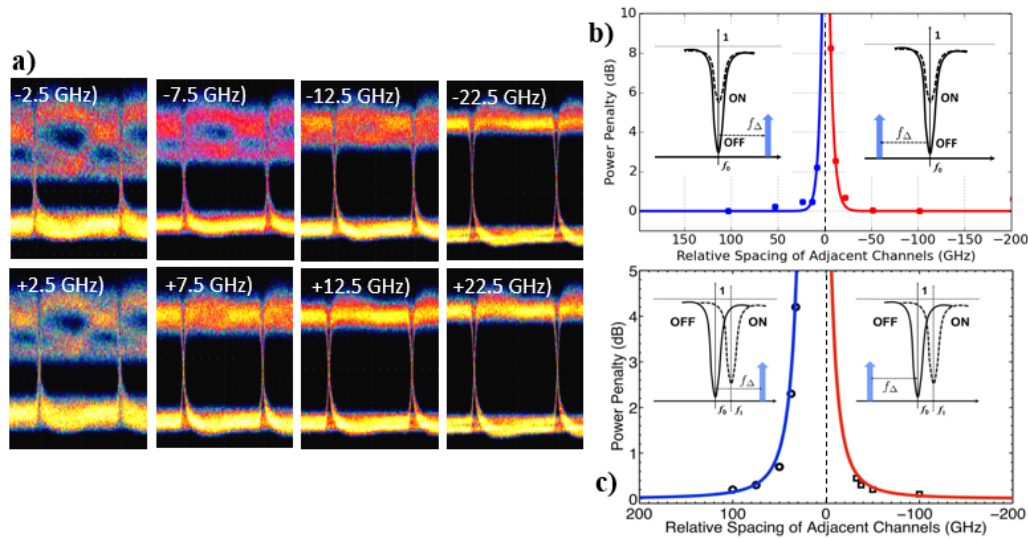 a)
-2.5 GHz)
-7.5 GHz)
-12.5 GHz)
-22.5 GHz)
+2.5 GHz)
+7.5 GHz)
+12.5 GHz)
+22.5 GHz)
b)
Power Penalty (dB)
10
8
6
4
2
0
1
ON
OFF
fΔ
f₀
1
ON
OFF
fΔ
f₀
150 100 50 0 -50 -100 -150 -200
Relative Spacing of Adjacent Channels (GHz)
c)
Power Penalty (dB)
5
4
3
2
1
0
1
OFF ON
fΔ
f₀ f₁
1
OFF ON
fΔ
f₀ f₁
200 100 0 -100 -200
Relative Spacing of Adjacent Channels (GHz)